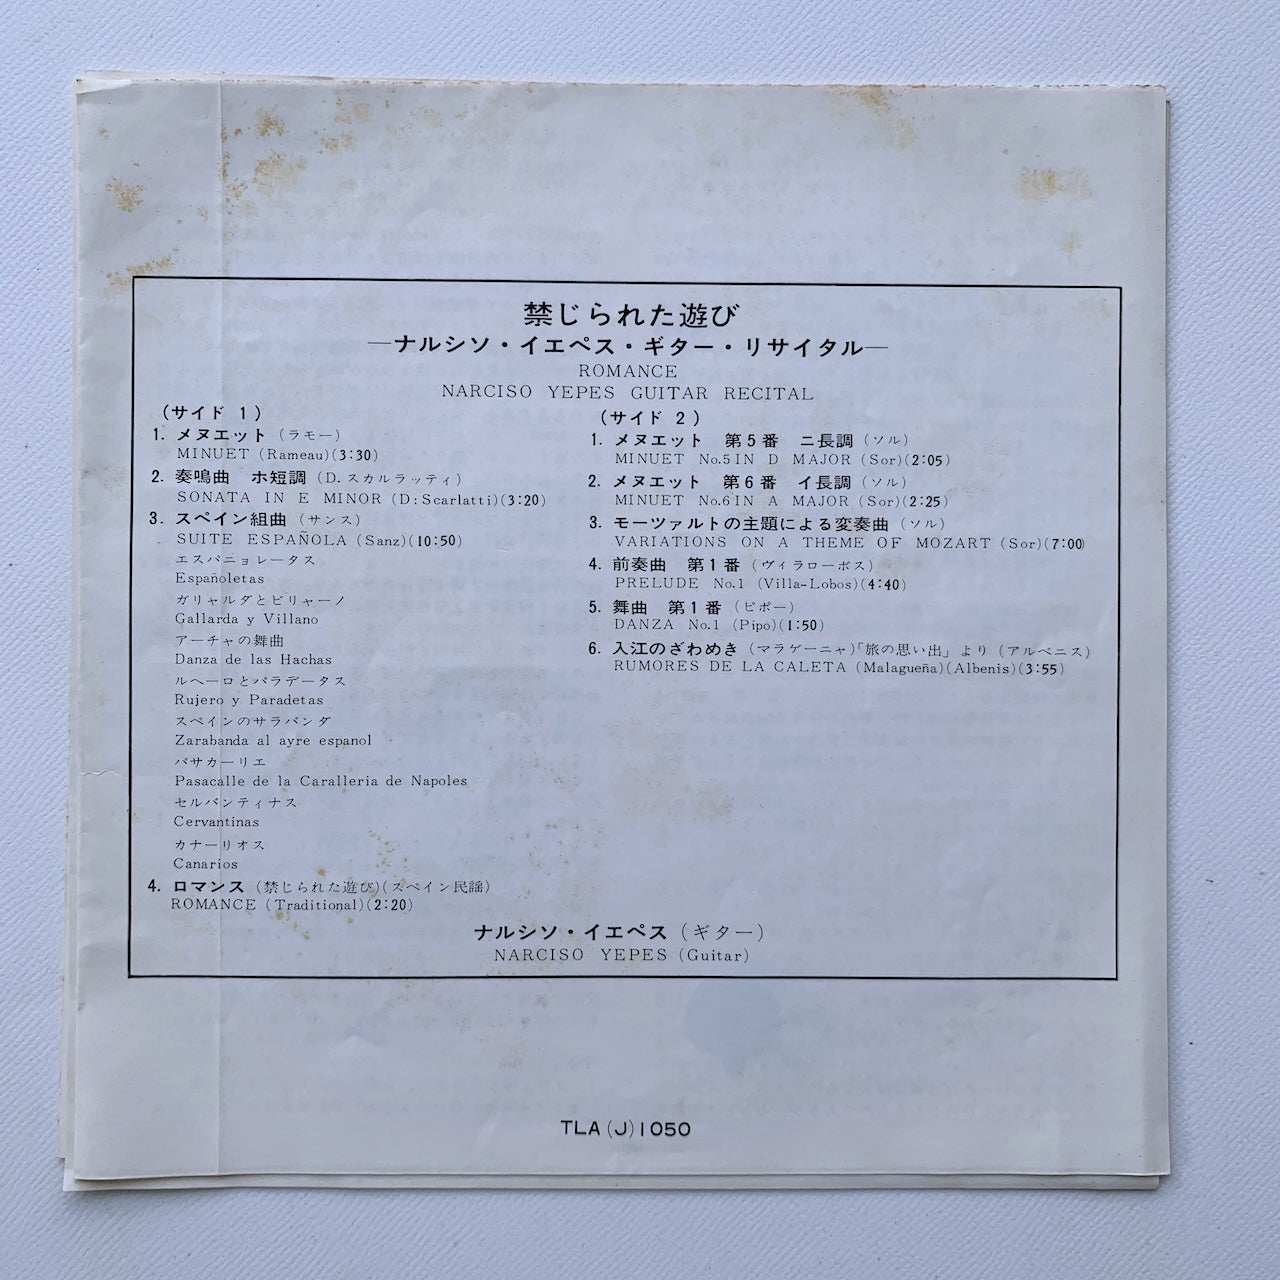 禁じられた遊び
—ナルシソ・イエペス・ギター・リサイタル—
ROMANCE
NARCISO YEPES GUITAR RECITAL
(サイド 1)
1. メヌエット (ラモー)
MINUET (Rameau)(3:30)
2. 奏鳴曲 ホ短調 (D.スカルラッティ)
SONATA IN E MINOR (D:Scarlatti)(3:20)
3. スペイン組曲 (サンス)
SUITE ESPAÑOLA (Sanz)(10:50)
エスパニョレータス
Españoletas
ガリャルダとビリャーノ
Gallarda y Villano
アーチャの舞曲
Danza de las Hachas
ルヘーロとパラデータス
Rujero y Paradetas
スペインのサラバンダ
Zarabanda al ayre espanol
パサカーリエ
Pasacalle de la Caralleria de Napoles
セルバンティナス
Cervantinas
カナーリオス
Canarios
4. ロマンス (禁じられた遊び)(スペイン民謡)
ROMANCE (Traditional)(2:20)
(サイド 2)
1. メヌエット 第5番 ニ長調 (ソル)
MINUET No.5 IN D MAJOR (Sor)(2:05)
2. メヌエット 第6番 イ長調 (ソル)
MINUET No.6 IN A MAJOR (Sor)(2:25)
3. モーツァルトの主題による変奏曲 (ソル)
VARIATIONS ON A THEME OF MOZART (Sor)(7:00)
4. 前奏曲 第1番 (ヴィラローボス)
PRELUDE No.1 (Villa-Lobos)(4:40)
5. 舞曲 第1番 (ピポー)
DANZA No.1 (Pipo)(1:50)
6. 入江のざわめき (マラゲーニャ)「旅の思い出」より (アルベニス)
RUMORES DE LA CALETA (Malagueña)(Albenis)(3:55)
ナルシソ・イエペス (ギター)
NARCISO YEPES (Guitar)
TLA(J)1050